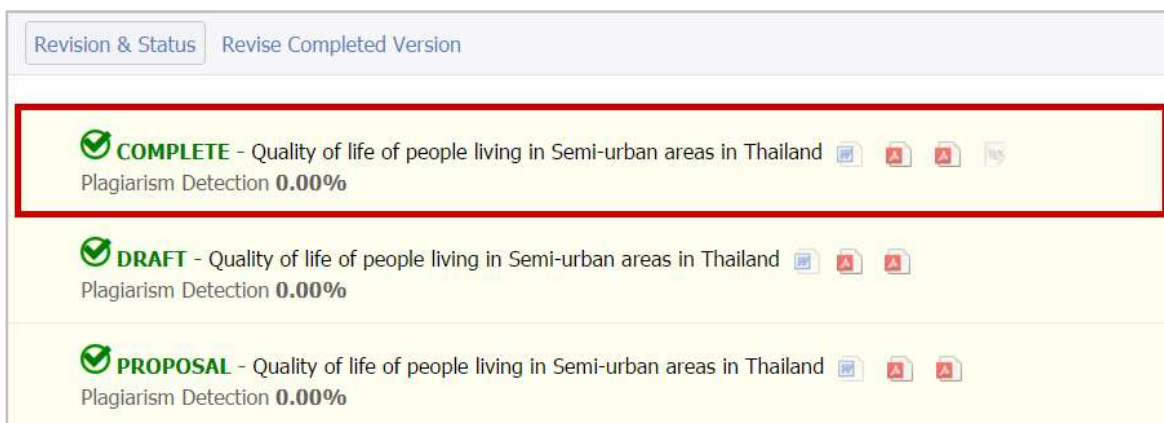 Revision & Status Revise Completed Version
COMPLETE - Quality of life of people living in Semi-urban areas in Thailand
Plagiarism Detection 0.00%
DRAFT - Quality of life of people living in Semi-urban areas in Thailand
Plagiarism Detection 0.00%
PROPOSAL - Quality of life of people living in Semi-urban areas in Thailand
Plagiarism Detection 0.00%